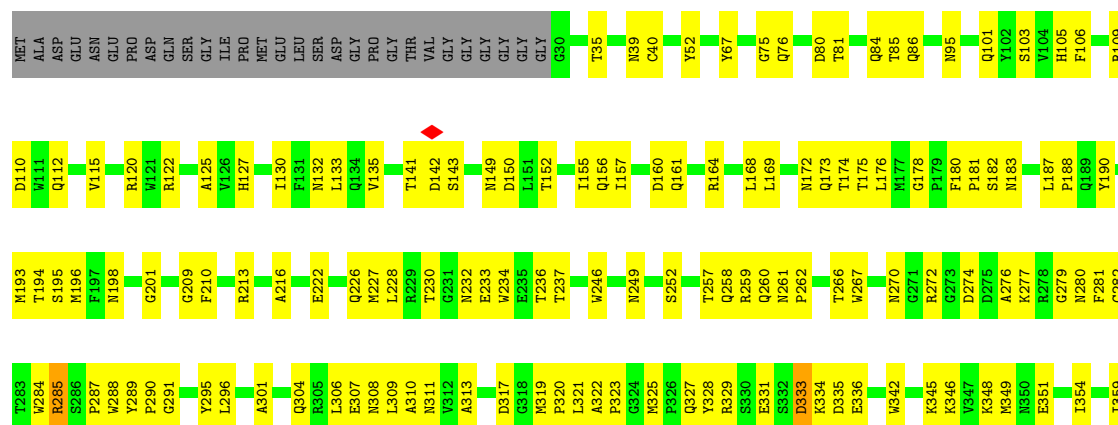 MET ALA ASP GLU ASN GLU PRO ASP GLN SER GLY ILE PRO MET GLU LEU SER ASP GLY PRO GLY THR VAL GLY GLY GLY GLY GLY GLY G30 T35 N39 C40 Y52 Y67 G75 Q76 D80 T81 Q84 T85 Q86 N95 Q101 Y102 S103 V104 H105 F106 R109
D110 W111 Q112 V115 R120 W121 R122 A125 V126 H127 I130 F131 N132 L133 Q134 V135 T141 D142 S143 N149 D150 L151 T152 I155 Q156 I157 D160 Q161 R164 L168 L169 N172 Q173 T174 T175 L176 M177 G178 P179 F180 P181 S182 N183 L187 P188 Q189 Y190
M193 T194 S195 M196 F197 N198 G201 G209 F210 R213 A216 E222 Q226 M227 L228 R229 T230 G231 N232 E233 W234 E235 T236 T237 W246 N249 S252 T257 Q258 R259 Q260 N261 P262 T266 W267 N270 G271 R272 G273 D274 D275 A276 K277 R278 G279 N280 F281 G282
T283 W284 R285 S286 P287 W288 Y289 P290 G291 Y295 L296 A301 Q304 R305 L306 E307 N308 L309 A310 N311 V312 A313 D317 G318 M319 P320 L321 A322 P323 G324 M325 P326 Q327 Y328 R329 S330 E331 S332 D333 K334 D335 E336 W342 K345 K346 V347 K348 M349 N350 E351 I354 I359